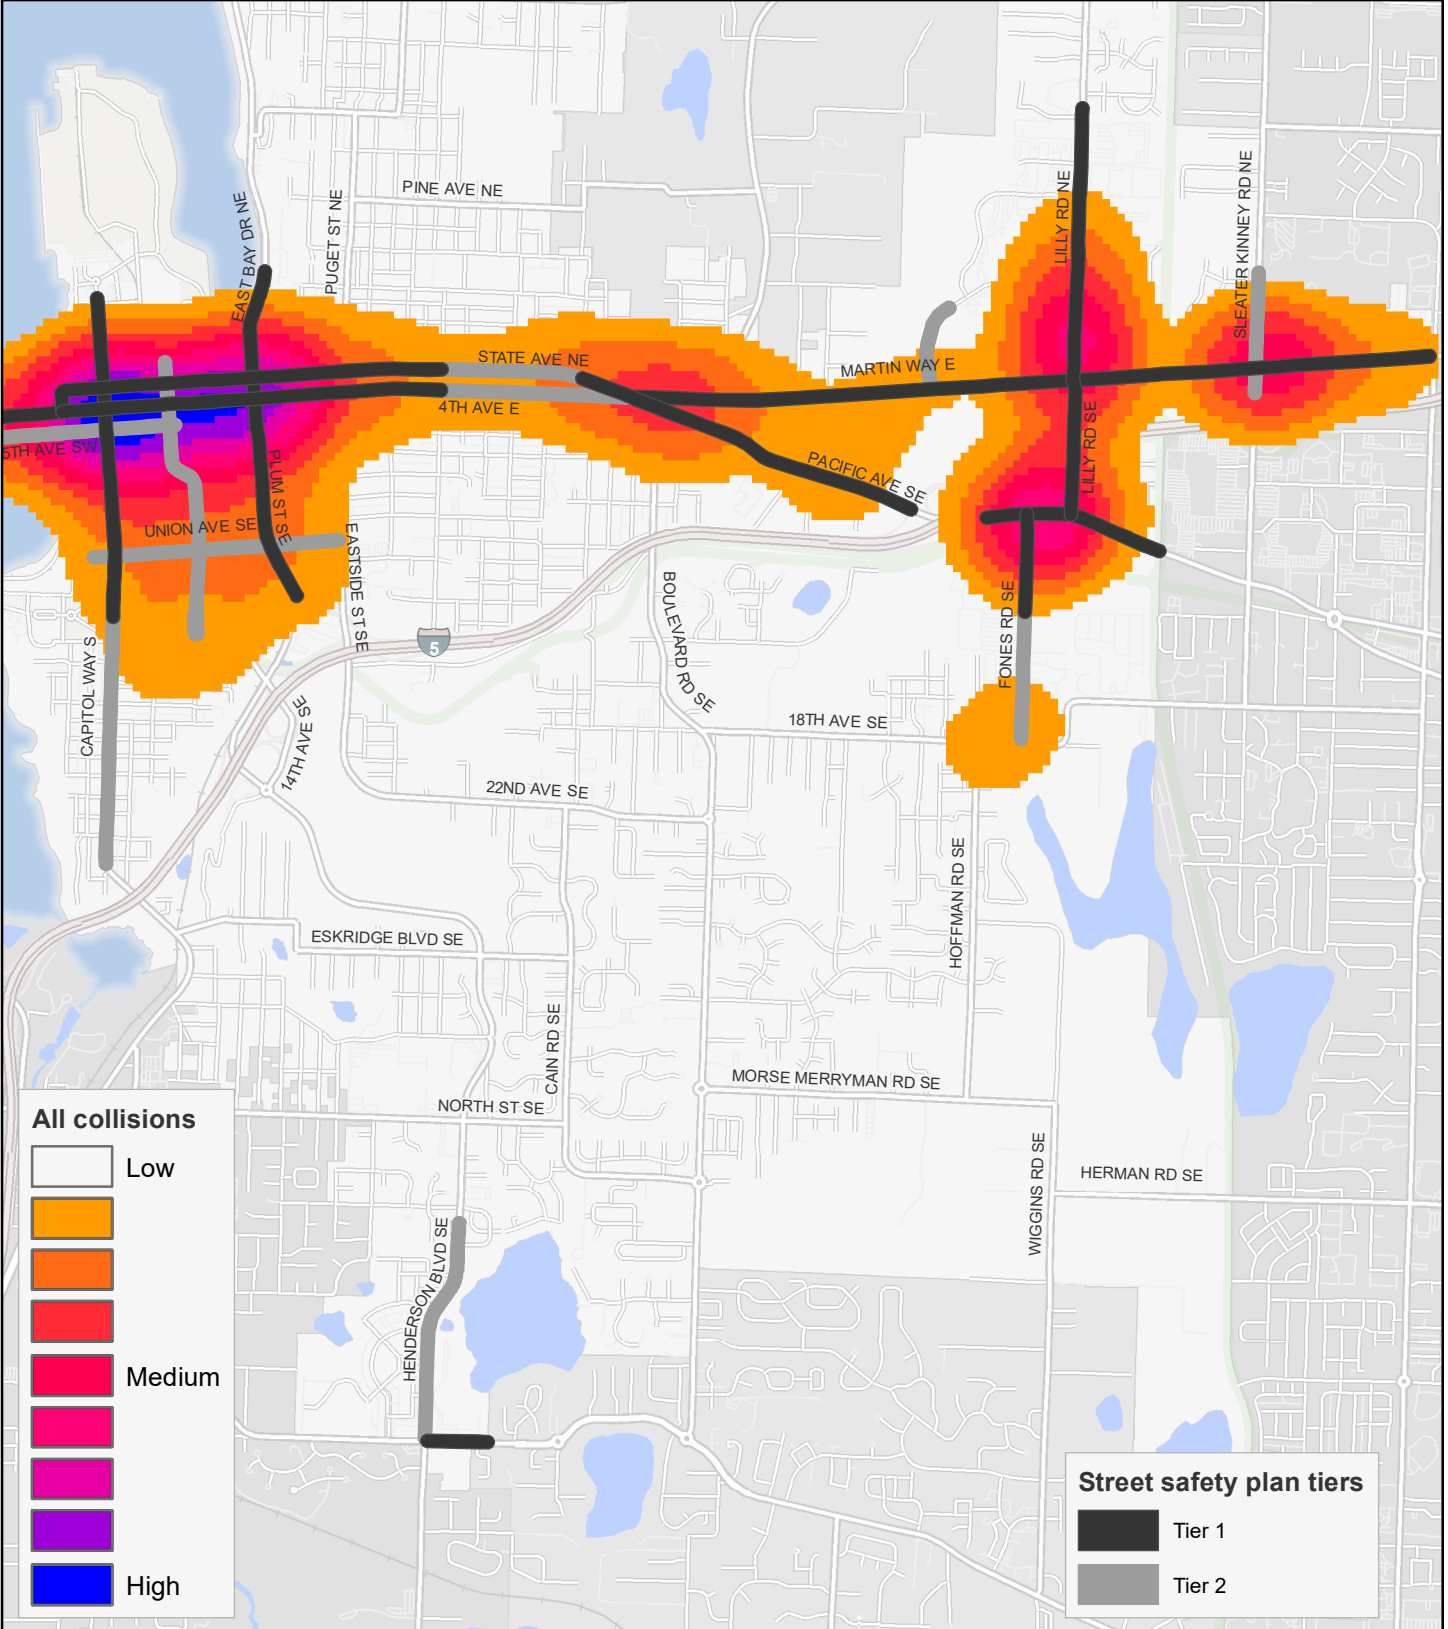 PINE AVE NE
PUGET ST NE
EAST BAY DR NE
LILLY RD NE
SLEATER KINNEY RD NE
STATE AVE NE
MARTIN WAY E
4TH AVE E
5TH AVE SW
LILLY RD SE
PLUM ST SE
PACIFIC AVE SE
UNION AVE SE
EASTSIDE ST SE
BOULEVARD RD SE
FONES RD SE
5
CAPITOL WAY S
14TH AVE SE
18TH AVE SE
22ND AVE SE
HOFFMAN RD SE
ESKRIDGE BLVD SE
CAIN RD SE
MORSE MERRYMAN RD SE
NORTH ST SE
WIGGINS RD SE
HERMAN RD SE
HENDERSON BLVD SE
All collisions
Low
Medium
High
Street safety plan tiers
Tier 1
Tier 2